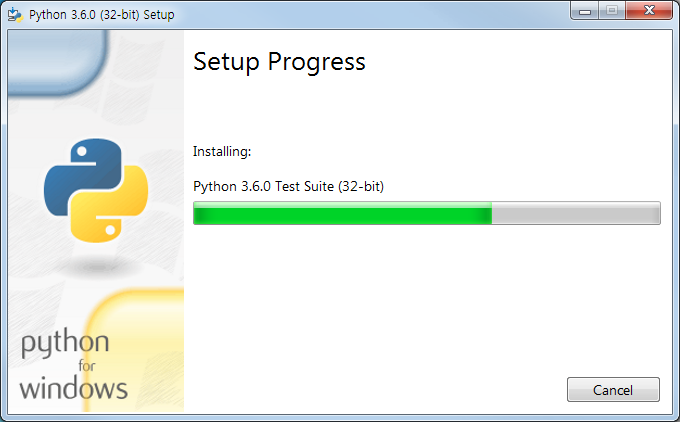 Python 3.6.0 (32-bit) Setup
Setup Progress
Installing:
Python 3.6.0 Test Suite (32-bit)
python
for
windows
Cancel